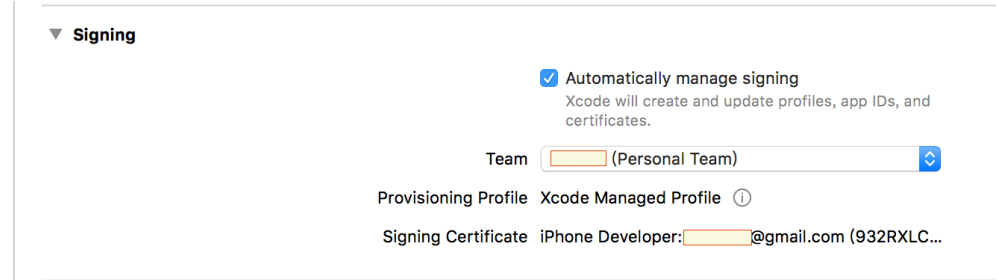 Signing
Automatically manage signing
Xcode will create and update profiles, app IDs, and
certificates.
Team (Personal Team)
Provisioning Profile Xcode Managed Profile
Signing Certificate iPhone Developer: @gmail.com (932RXLC...